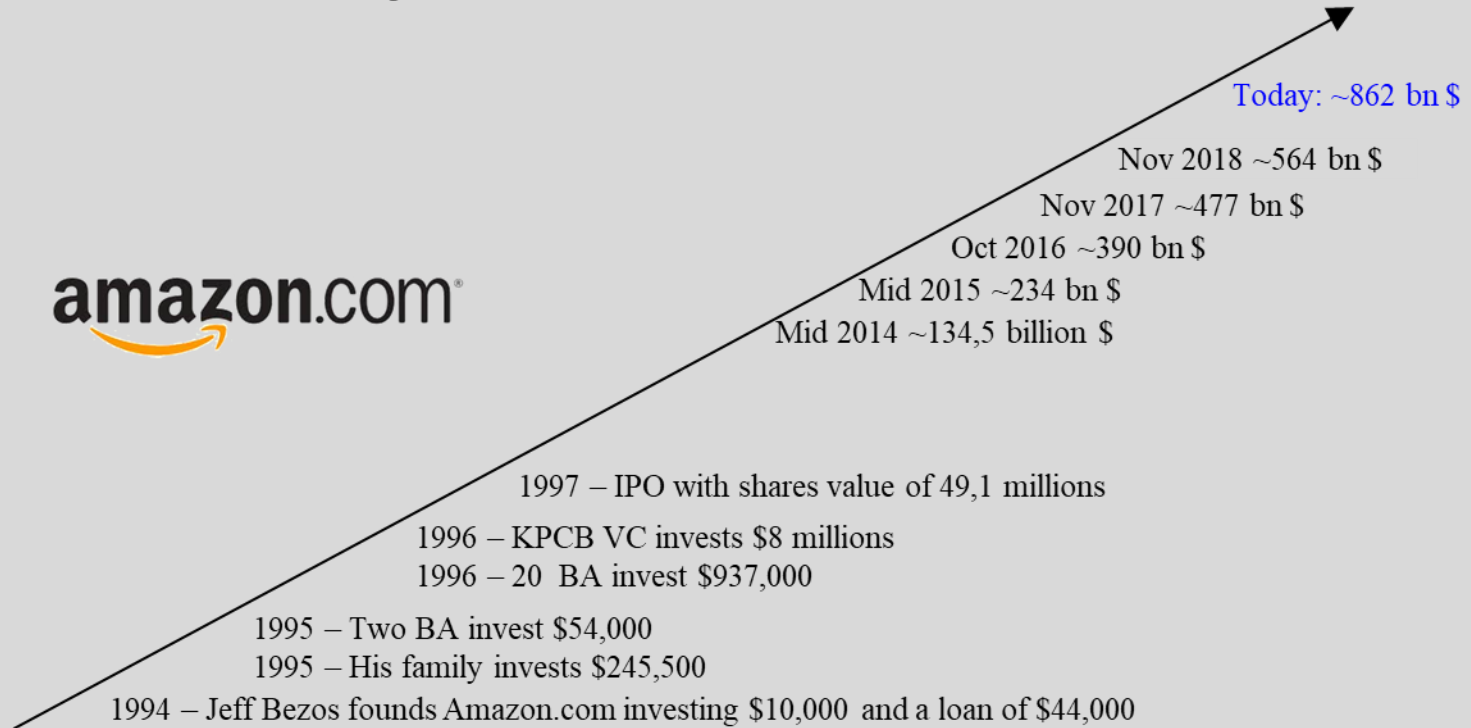 Today: ~862 bn $
Nov 2018 ~564 bn $
Nov 2017 ~477 bn $
Oct 2016 ~390 bn $
Mid 2015 ~234 bn $
Mid 2014 ~134,5 billion $
amazon.com®
1997 – IPO with shares value of 49,1 millions
1996 – KPCB VC invests $8 millions
1996 – 20 BA invest $937,000
1995 – Two BA invest $54,000
1995 – His family invests $245,500
1994 – Jeff Bezos founds Amazon.com investing $10,000 and a loan of $44,000